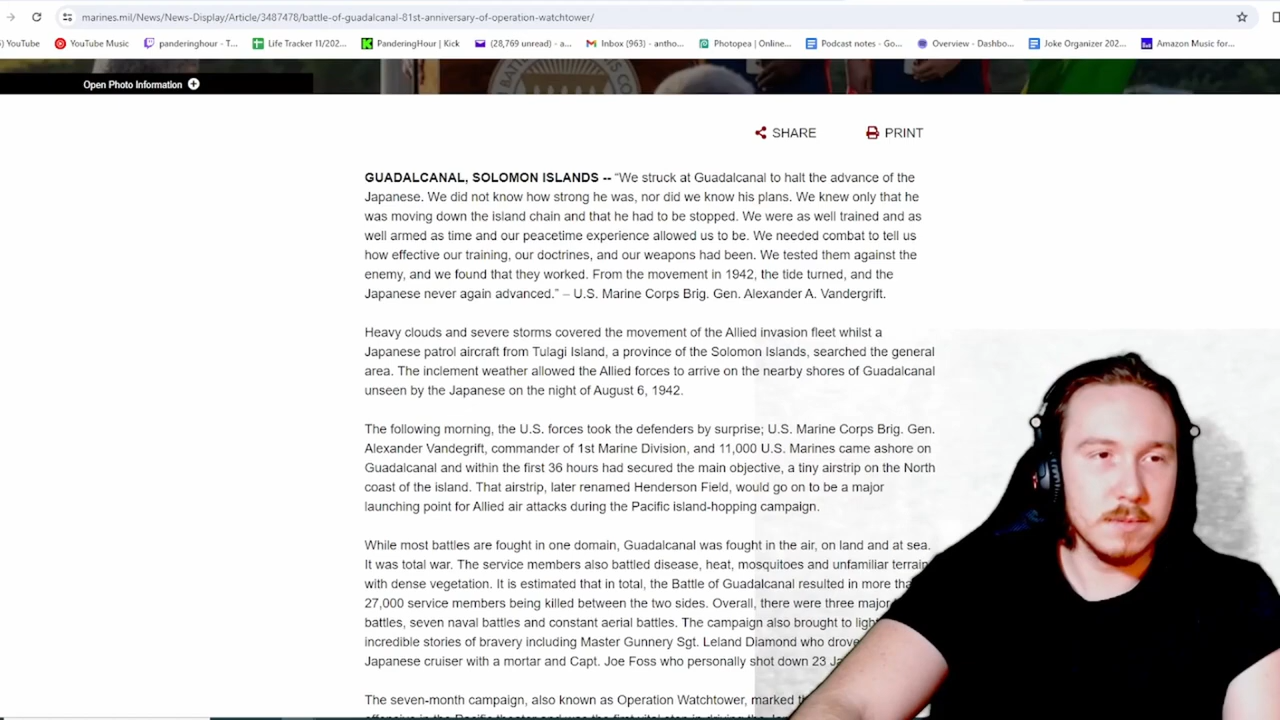 marines.mil/News/News-Display/Article/3487478/battle-of-guadalcanal-81st-anniversary-of-operation-watchtower/
YouTube YouTube Music panderinghour - T... Life Tracker 11/202... PanderingHour | Kick (28,769 unread) - a... Inbox (963) - antho... Photopea | Online... Podcast notes - Go... Overview - Dashbo... Joke Organizer 202... Amazon Music for...
Open Photo Information
SHARE PRINT
GUADALCANAL, SOLOMON ISLANDS -- “We struck at Guadalcanal to halt the advance of the
Japanese. We did not know how strong he was, nor did we know his plans. We knew only that he
was moving down the island chain and that he had to be stopped. We were as well trained and as
well armed as time and our peacetime experience allowed us to be. We needed combat to tell us
how effective our training, our doctrines, and our weapons had been. We tested them against the
enemy, and we found that they worked. From the movement in 1942, the tide turned, and the
Japanese never again advanced.” – U.S. Marine Corps Brig. Gen. Alexander A. Vandergrift.
Heavy clouds and severe storms covered the movement of the Allied invasion fleet whilst a
Japanese patrol aircraft from Tulagi Island, a province of the Solomon Islands, searched the general
area. The inclement weather allowed the Allied forces to arrive on the nearby shores of Guadalcanal
unseen by the Japanese on the night of August 6, 1942.
The following morning, the U.S. forces took the defenders by surprise; U.S. Marine Corps Brig. Gen.
Alexander Vandegrift, commander of 1st Marine Division, and 11,000 U.S. Marines came ashore on
Guadalcanal and within the first 36 hours had secured the main objective, a tiny airstrip on the North
coast of the island. That airstrip, later renamed Henderson Field, would go on to be a major
launching point for Allied air attacks during the Pacific island-hopping campaign.
While most battles are fought in one domain, Guadalcanal was fought in the air, on land and at sea.
It was total war. The service members also battled disease, heat, mosquitoes and unfamiliar terrain
with dense vegetation. It is estimated that in total, the Battle of Guadalcanal resulted in more
27,000 service members being killed between the two sides. Overall, there were three major
battles, seven naval battles and constant aerial battles. The campaign also brought to
incredible stories of bravery including Master Gunnery Sgt. Leland Diamond who drove
Japanese cruiser with a mortar and Capt. Joe Foss who personally shot down 23
The seven-month campaign, also known as Operation Watchtower, marked
offensive in the Pacific theater and was the first vital step in driving the